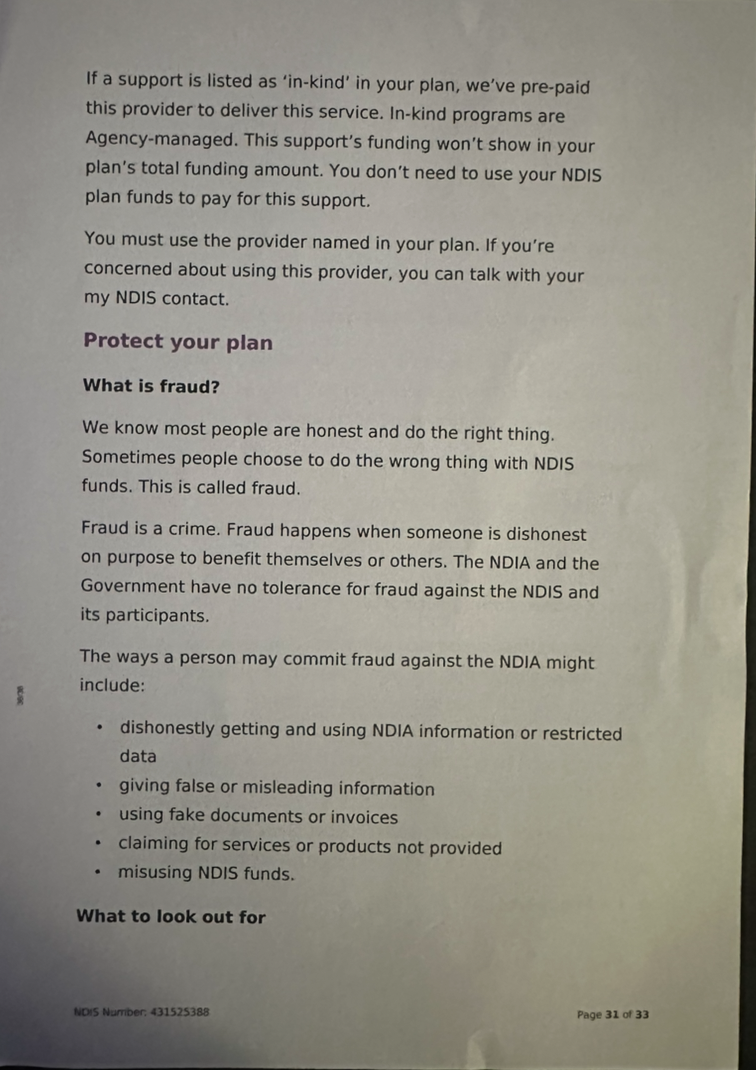 If a support is listed as ‘in-kind’ in your plan, we’ve pre-paid
this provider to deliver this service. In-kind programs are
Agency-managed. This support’s funding won’t show in your
plan’s total funding amount. You don’t need to use your NDIS
plan funds to pay for this support.
You must use the provider named in your plan. If you’re
concerned about using this provider, you can talk with your
my NDIS contact.
Protect your plan
What is fraud?
We know most people are honest and do the right thing.
Sometimes people choose to do the wrong thing with NDIS
funds. This is called fraud.
Fraud is a crime. Fraud happens when someone is dishonest
on purpose to benefit themselves or others. The NDIA and the
Government have no tolerance for fraud against the NDIS and
its participants.
The ways a person may commit fraud against the NDIA might
include:
• dishonestly getting and using NDIA information or restricted
data
• giving false or misleading information
• using fake documents or invoices
• claiming for services or products not provided
• misusing NDIS funds.
What to look out for
NDIS Number: 431525388
Page 31 of 33